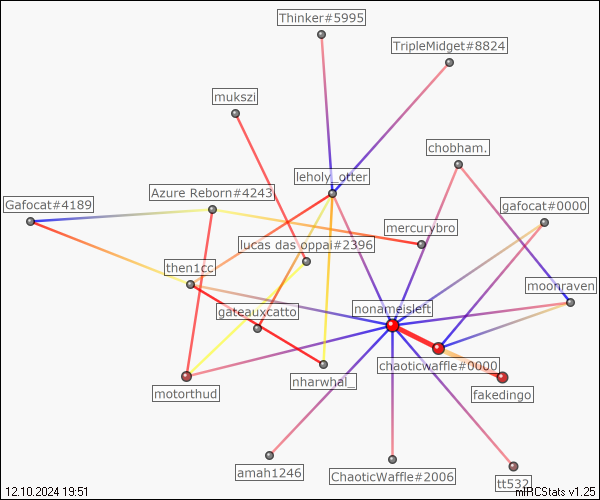 Thinker#5995
TripleMidget#8824
mukszi
chobham.
leholy_otter
Azure Reborn#4243
Gafocat#4189
gafocat#0000
mercurybro
lucas das oppai#2396
then1cc
moonraven
nonameisleft
gateauxcatto
chaoticwaffle#0000
nharwhal_
motorthud
fakedingo
amah1246
ChaoticWaffle#2006
tt532
12.10.2024 19:51
mIRCStats v1.25